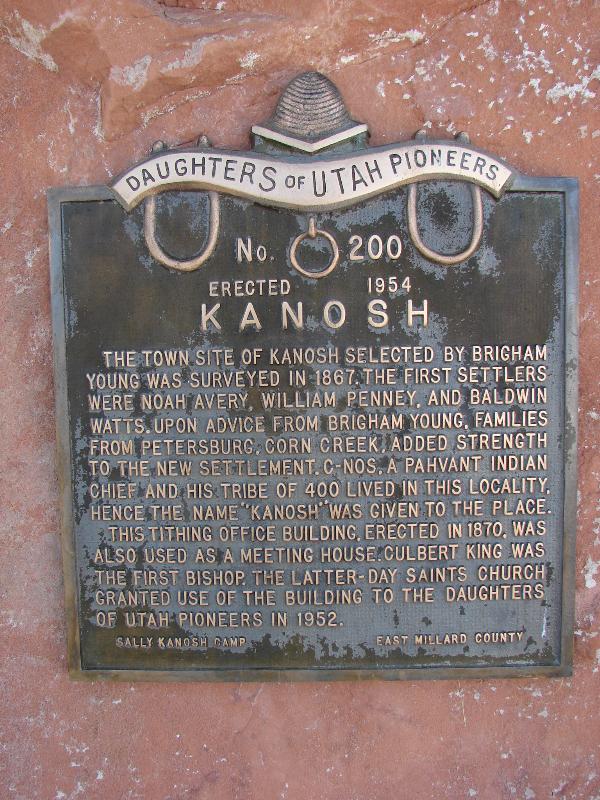 DAUGHTERS OF UTAH PIONEERS
No. 200
ERECTED 1954
KANOSH
THE TOWN SITE OF KANOSH SELECTED BY BRIGHAM
YOUNG WAS SURVEYED IN 1867. THE FIRST SETTLERS
WERE NOAH AVERY, WILLIAM PENNEY, AND BALDWIN
WATTS. UPON ADVICE FROM BRIGHAM YOUNG, FAMILIES
FROM PETERSBURG, CORN CREEK, ADDED STRENGTH
TO THE NEW SETTLEMENT. C-NOS, A PAHVANT INDIAN
CHIEF AND HIS TRIBE OF 400 LIVED IN THIS LOCALITY,
HENCE THE NAME "KANOSH" WAS GIVEN TO THE PLACE.
THIS TITHING OFFICE BUILDING, ERECTED IN 1870, WAS
ALSO USED AS A MEETING HOUSE. CULBERT KING WAS
THE FIRST BISHOP. THE LATTER-DAY SAINTS CHURCH
GRANTED USE OF THE BUILDING TO THE DAUGHTERS
OF UTAH PIONEERS IN 1952.
SALLY KANOSH CAMP EAST MILLARD COUNTY